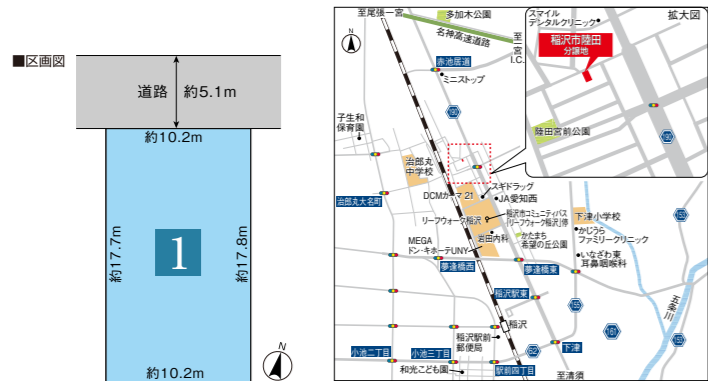 ■区画図
道路 約5.1m
約10.2m
約17.7m
1
約17.8m
約10.2m
N
N
至尾張一宮
多加木公園
名神高速道路
至一宮I.C.
赤池居道
ミニストップ
190
子生和
保育園
治郎丸
中学校
治郎丸大名町
DCMカーマ 21
スギドラッグ
JA愛知西
リーフウォーク稲沢
稲沢市コミュニティバス
「リーフウォーク稲沢」停
岩田内科
かたまち
希望の丘公園
MEGA
ドン・キホーテUNY
下津小学校
かじうら
ファミリークリニック
いなざわ東
耳鼻咽喉科
夢逢橋西
夢逢橋東
稲沢駅東
155
153
161
五条川
稲沢
稲沢駅前
郵便局
小池二丁目
小池三丁目
和光こども園
駅前四丁目
62
下津
153
至清須
拡大図
スマイル
デンタルクリニック
稲沢市陸田
分譲地
陸田宮前公園
190